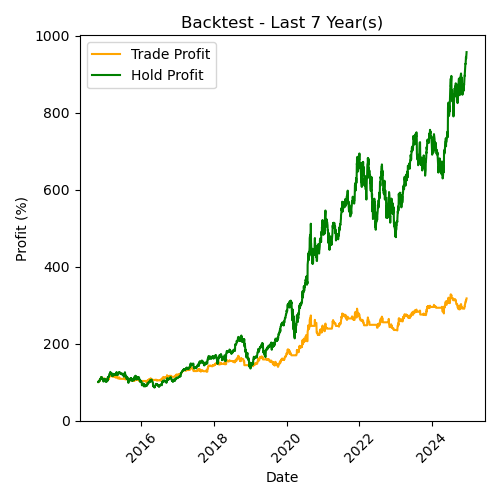 Backtest - Last 7 Year(s)
Trade Profit
Hold Profit
1000
800
600
400
200
0
Profit (%)
2016
2018
2020
2022
2024
Date